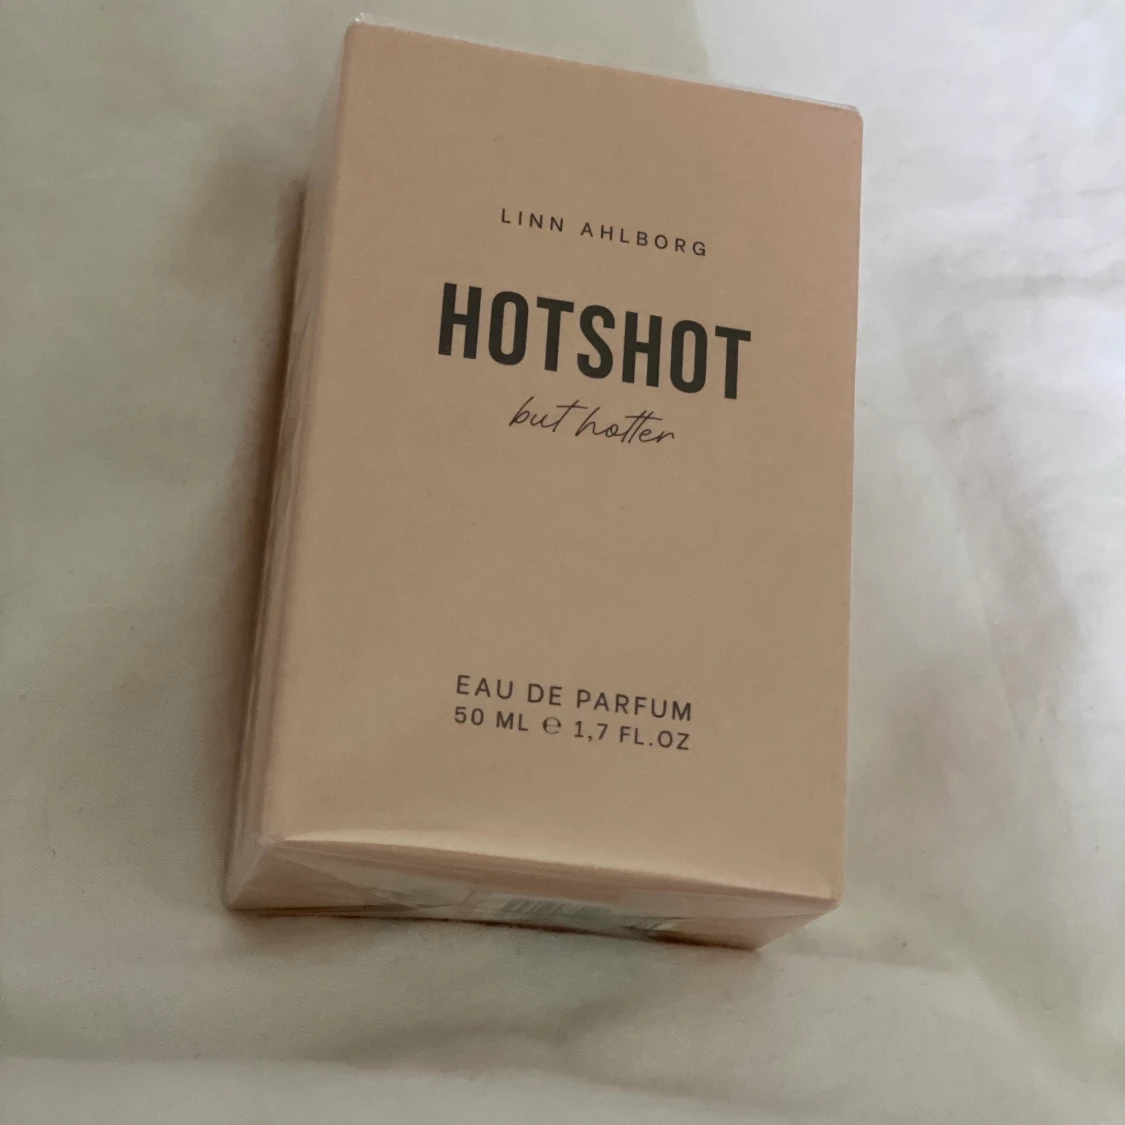 LINN AHLBORG
HOTSHOT
but hotter
EAU DE PARFUM
50 ML ℮ 1,7 FL.OZ